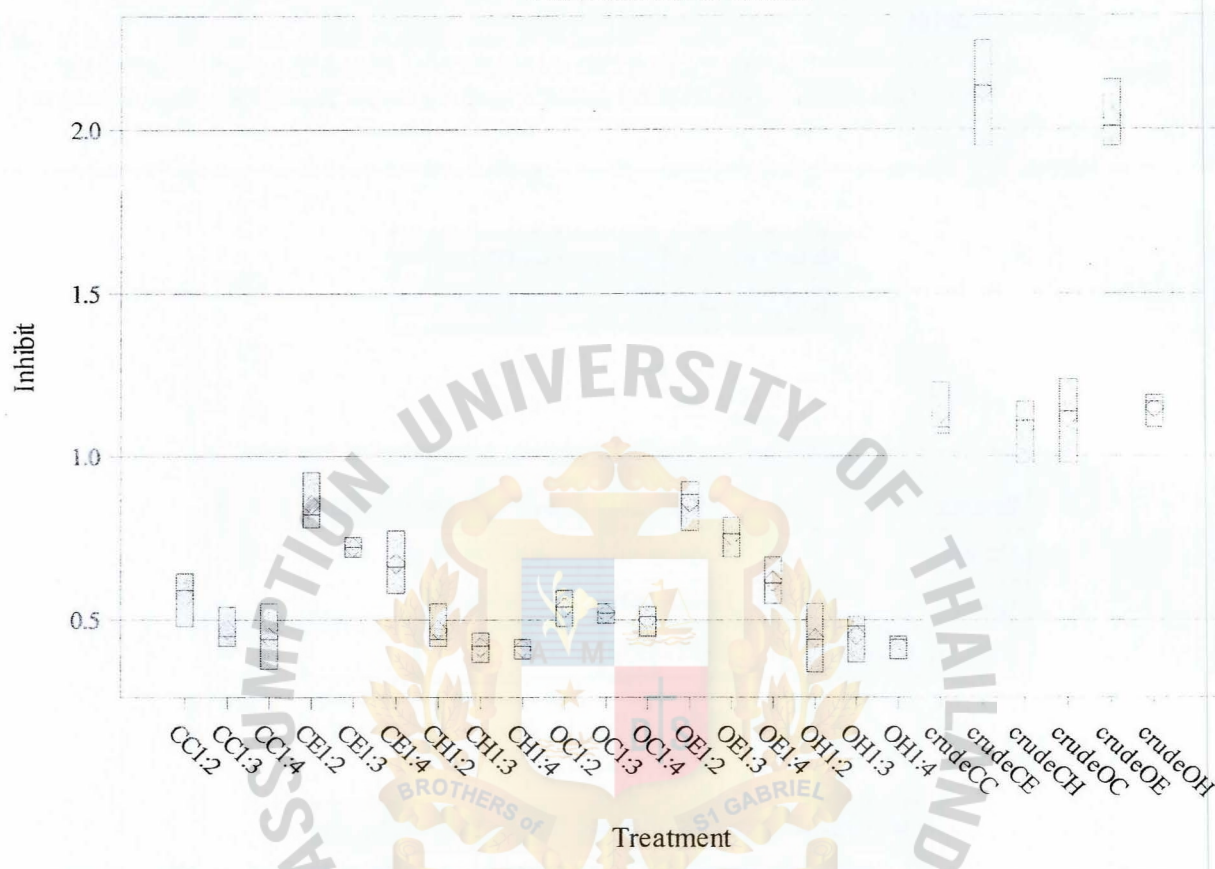 2.0
1.5
1.0
0.5
Inhibit
CC1:2
CC1:3
OC1:4
CE1:2
CE1:3
CE1:4
CH1:2
CH1:3
CH1:4
OC1:2
OC1:3
OC1:4
OE1:2
OE1:3
OE1:4
OH1:2
OH1:3
OH1:4
crudeCC
crudeCE
crudeCH
crudeOC
crudeOE
crudeOH
Treatment
ASSUMPTION UNIVERSITY OF THAILAND
A M
D S
BROTHERS of
S1 GABRIEL